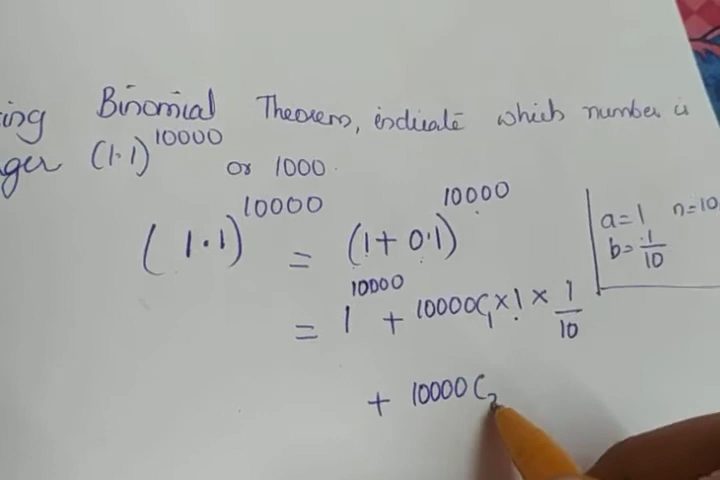 ing Binomial Theorem, indicate which number is
ger (1.1)^10000 or 1000.
(1.1)^10000 = (1+0.1)^10000
a=1 n=10
b=1/10
= 1^10000 + 10000C₁×1×1/10
+ 10000C₂